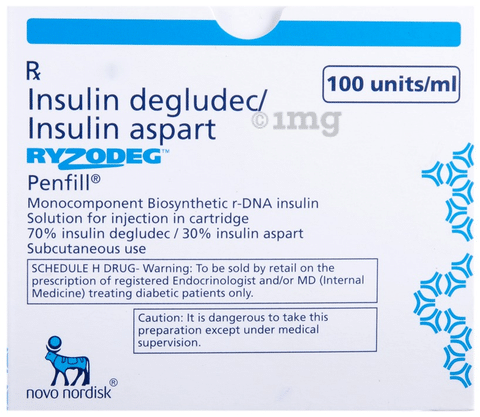 Rx
100 units/ml
Insulin degludec/
Insulin aspart
©1mg
RYZODEG™
Penfill®
Monocomponent Biosynthetic r-DNA insulin
Solution for injection in cartridge
70% insulin degludec / 30% insulin aspart
Subcutaneous use
SCHEDULE H DRUG- Warning: To be sold by retail on the
prescription of registered Endocrinologist and/or MD (Internal
Medicine) treating diabetic patients only.
Caution: It is dangerous to take this
preparation except under medical
supervision.
novo nordisk®